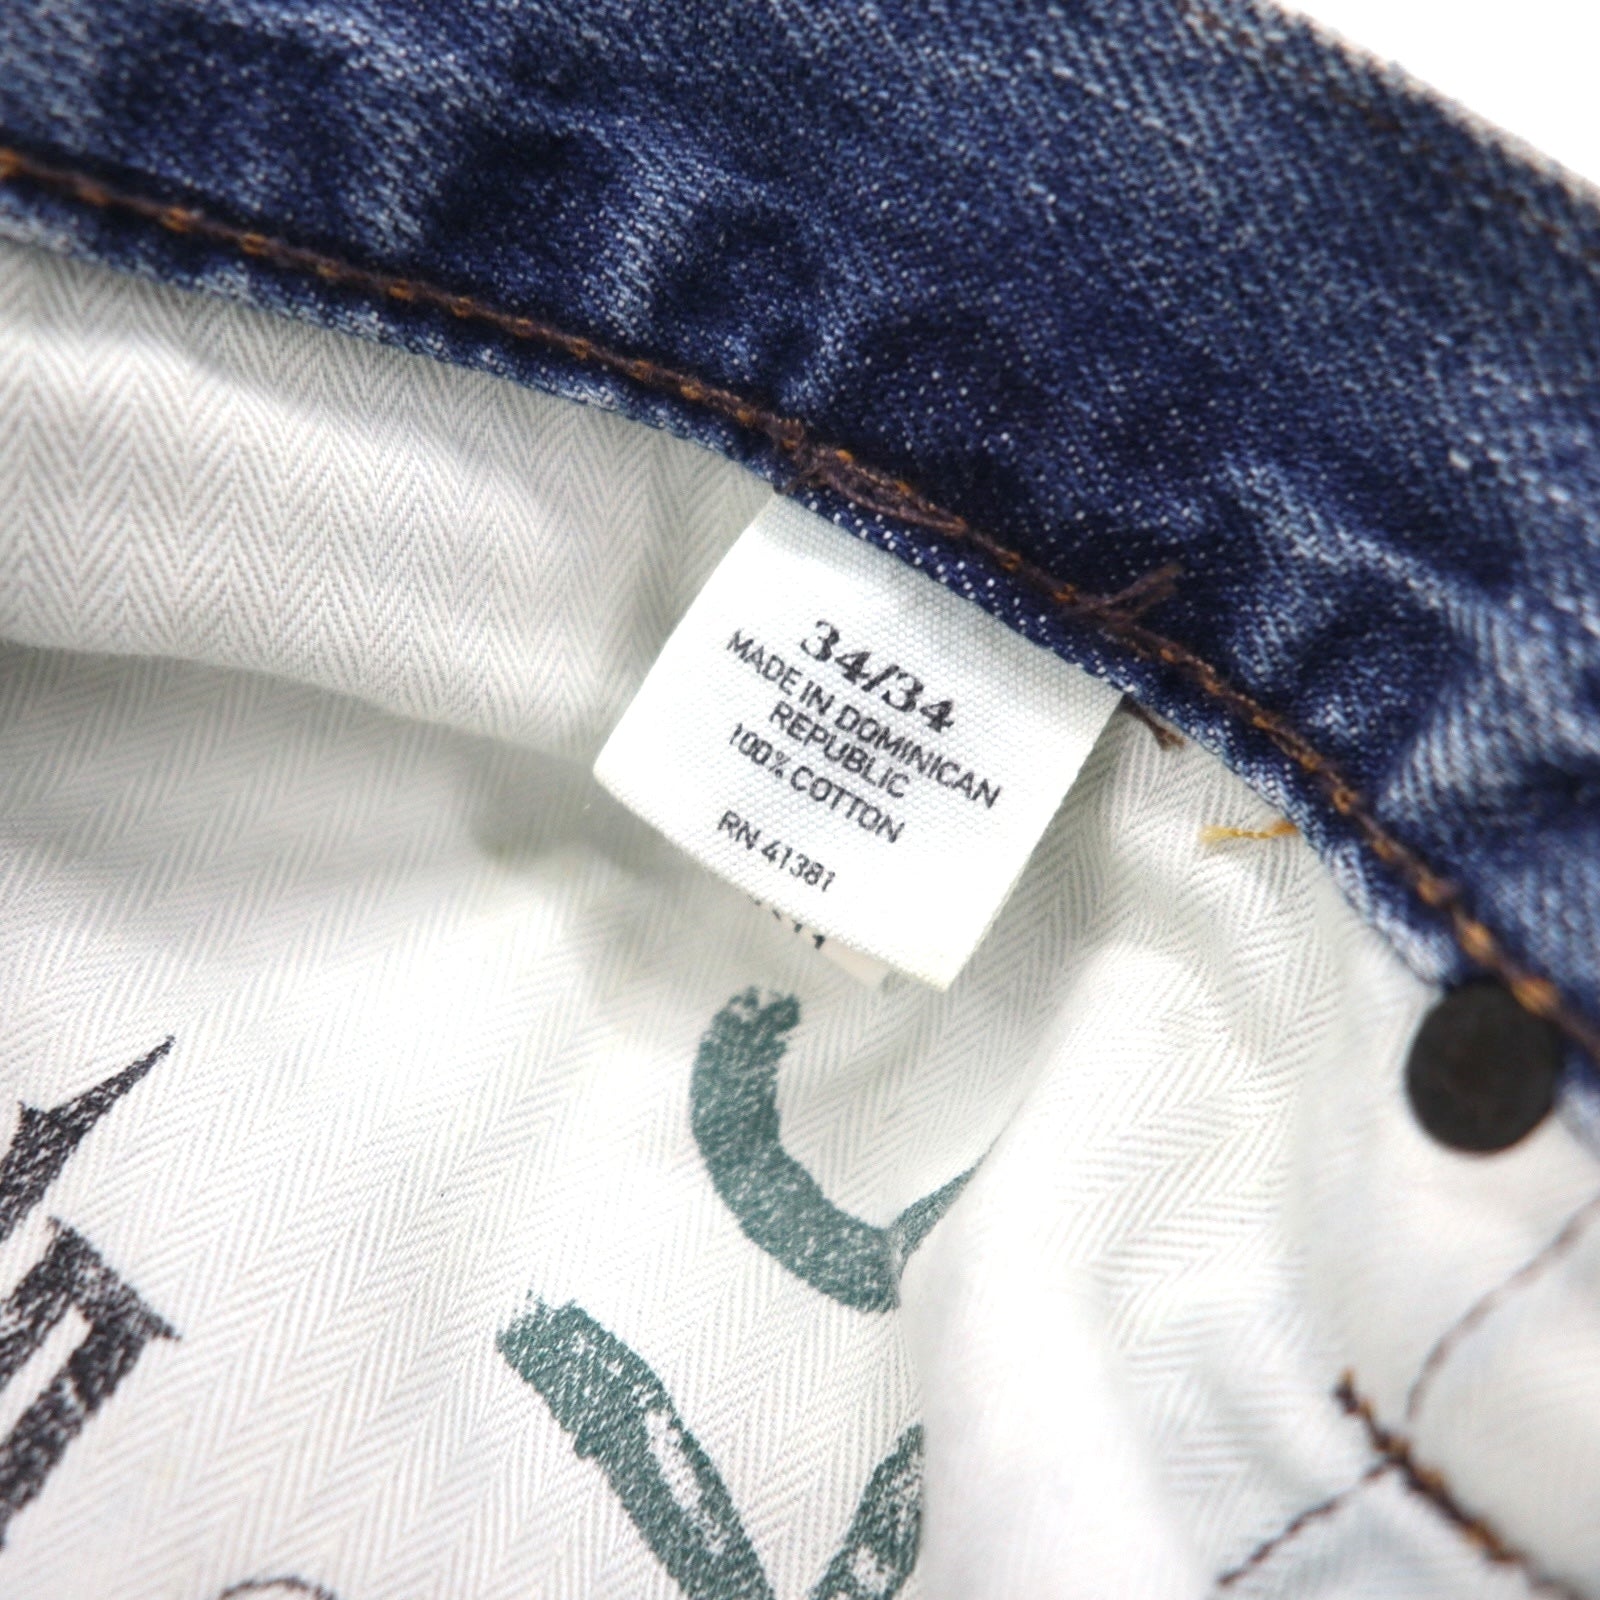 34/34
MADE IN DOMINICAN
REPUBLIC
100% COTTON
RN 41381